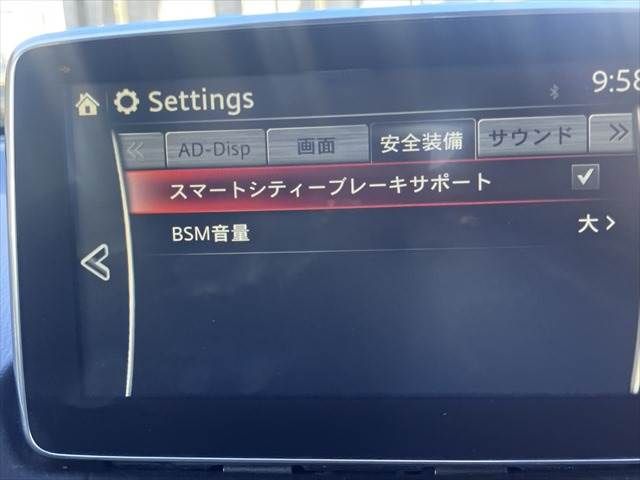 Settings 9:58
AD-Disp 画面 安全装備 サウンド
スマートシティーブレーキサポート
BSM音量 大